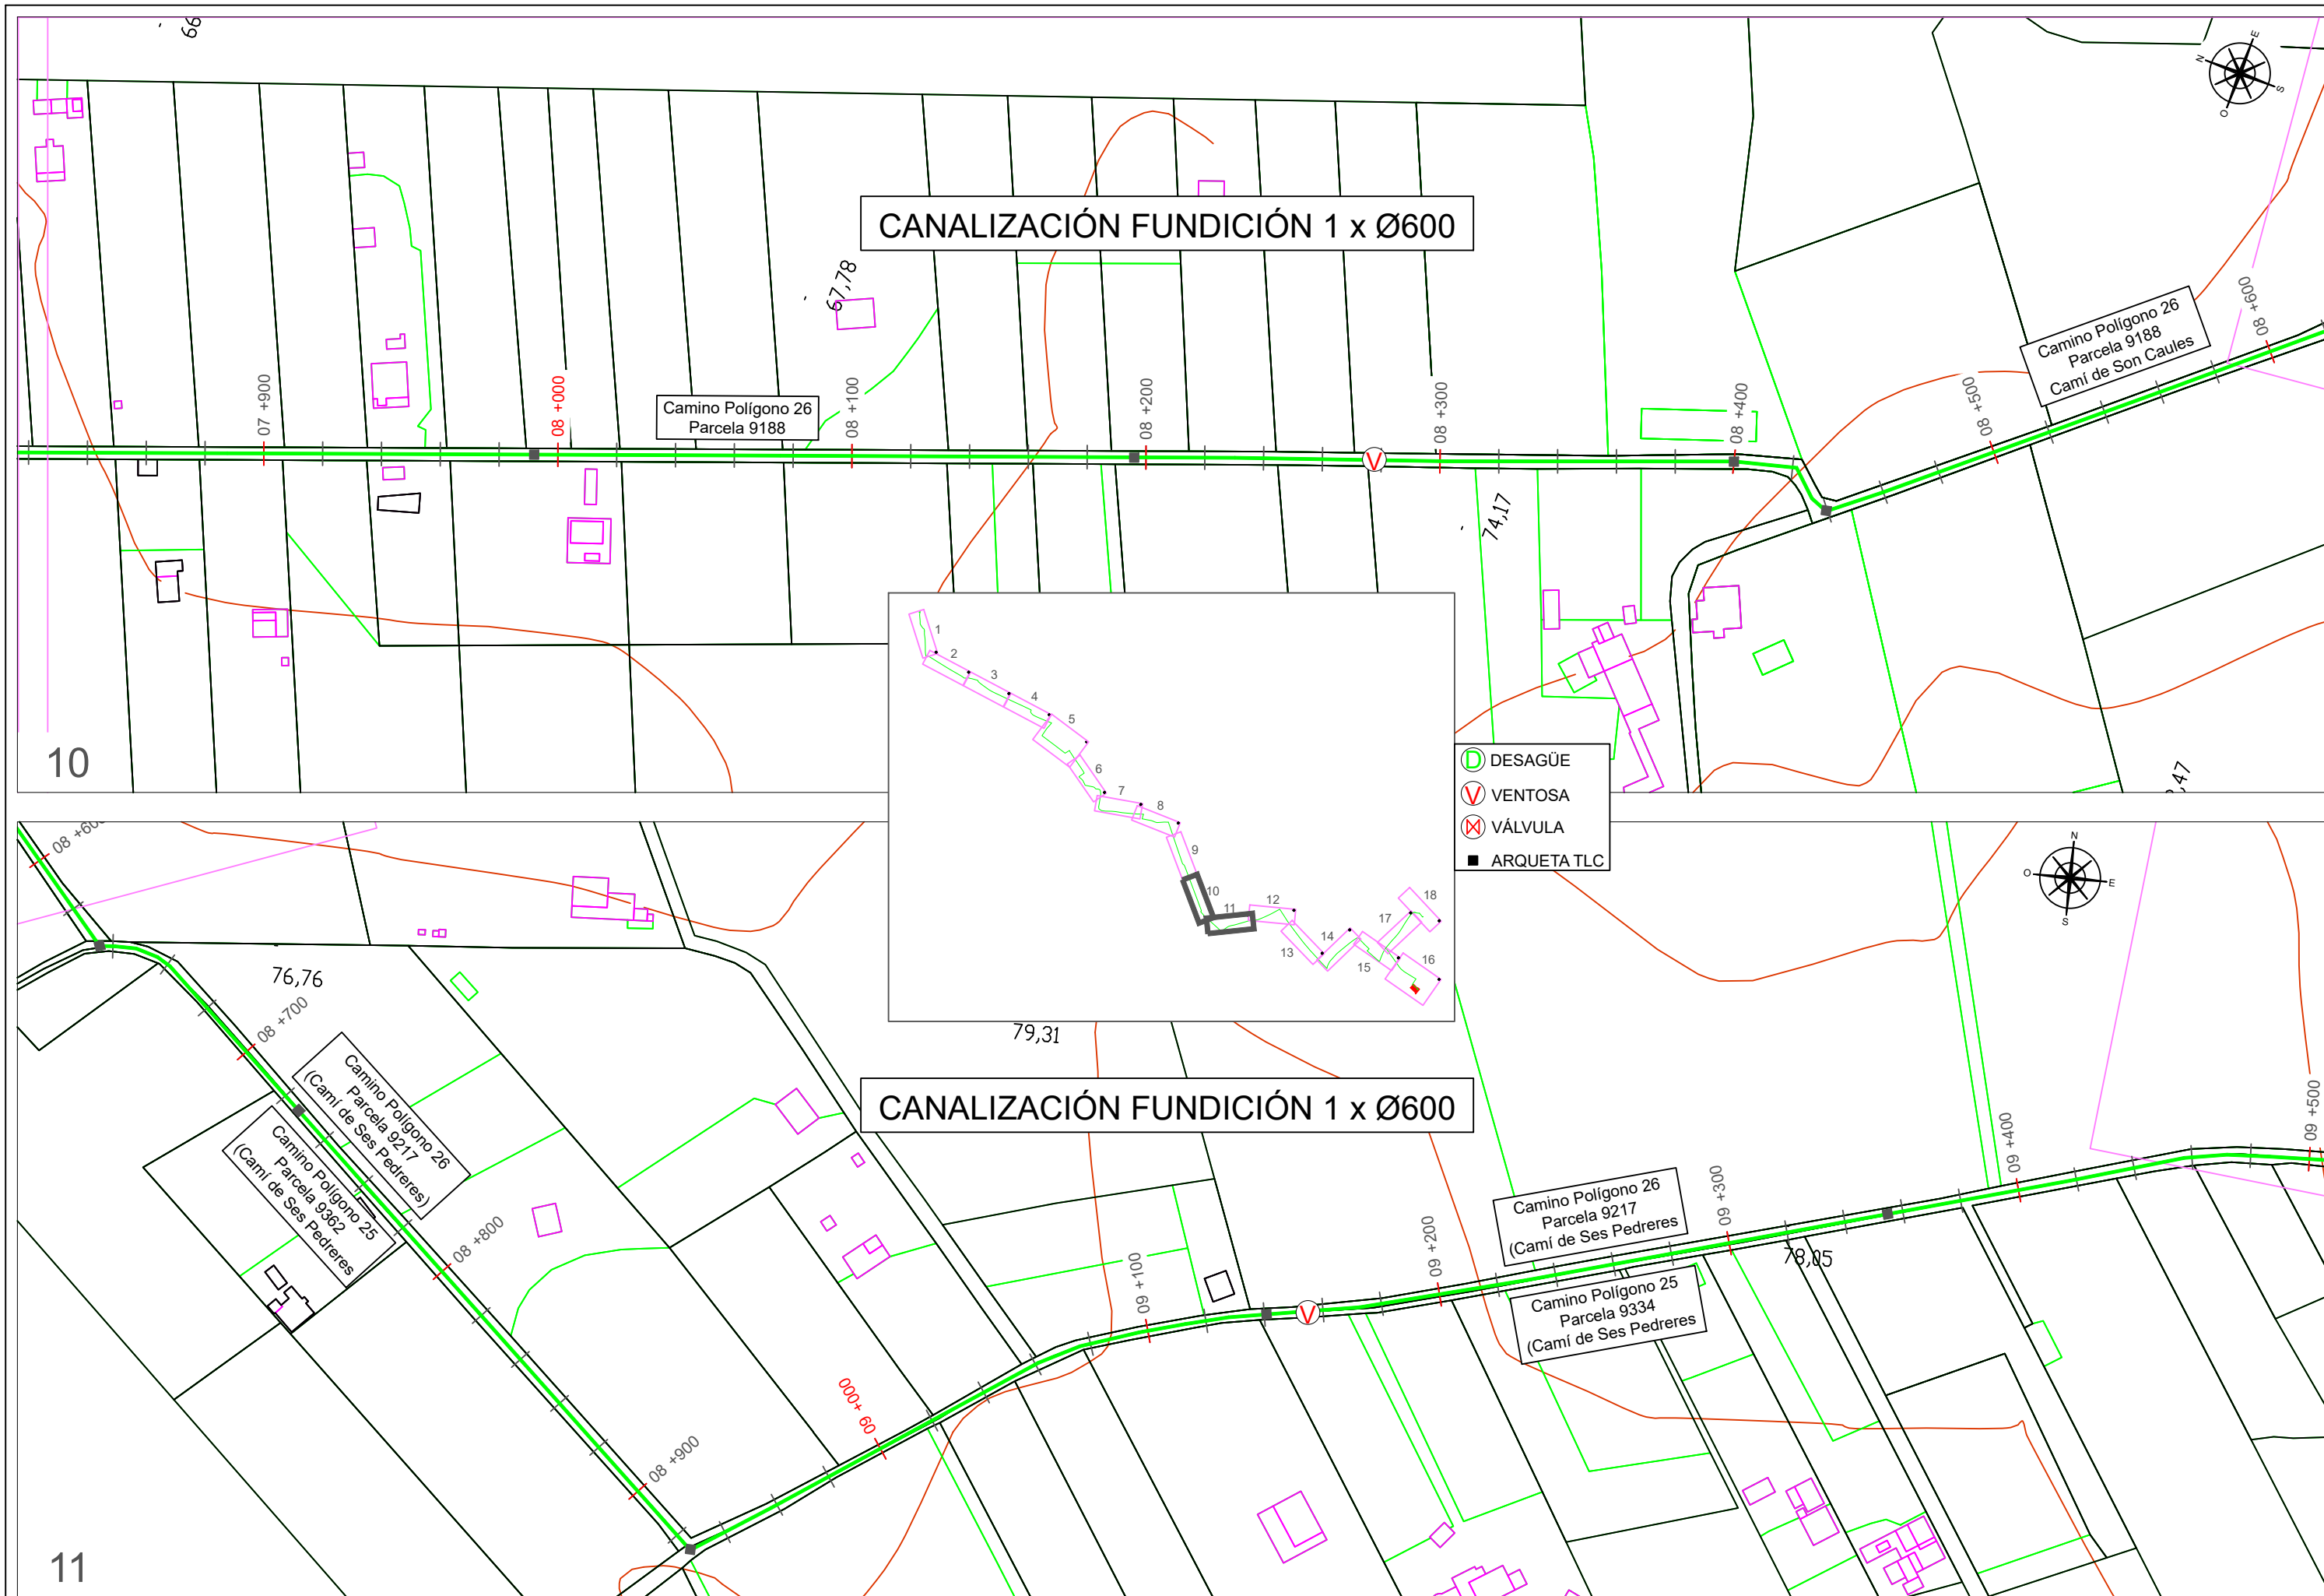 66
N
E
S
O
CANALIZACIÓN FUNDICIÓN 1 x Ø600
67,78
07 +900
08 +000
Camino Polígono 26
Parcela 9188
08 +100
08 +200
V
08 +300
08 +400
08 +500
Camino Polígono 26
Parcela 9188
Camí de Son Caules
08 +600
74,17
,47
10
1
2
3
4
5
6
7
8
9
10
11
12
13
14
15
16
17
18
D DESAGÜE
V VENTOSA
VÁLVULA
ARQUETA TLC
08 +600
N
O
E
S
76,76
08 +700
79,31
Camino Polígono 26
Parcela 9217
(Camí de Ses Pedreres)
Camino Polígono 25
Parcela 9362
(Camí de Ses Pedreres
CANALIZACIÓN FUNDICIÓN 1 x Ø600
08 +800
08 +900
09 +000
09 +100
V
09 +200
Camino Polígono 26
Parcela 9217
(Camí de Ses Pedreres
09 +300
Camino Polígono 25
Parcela 9334
(Camí de Ses Pedreres
78,05
09 +400
09 +500
11